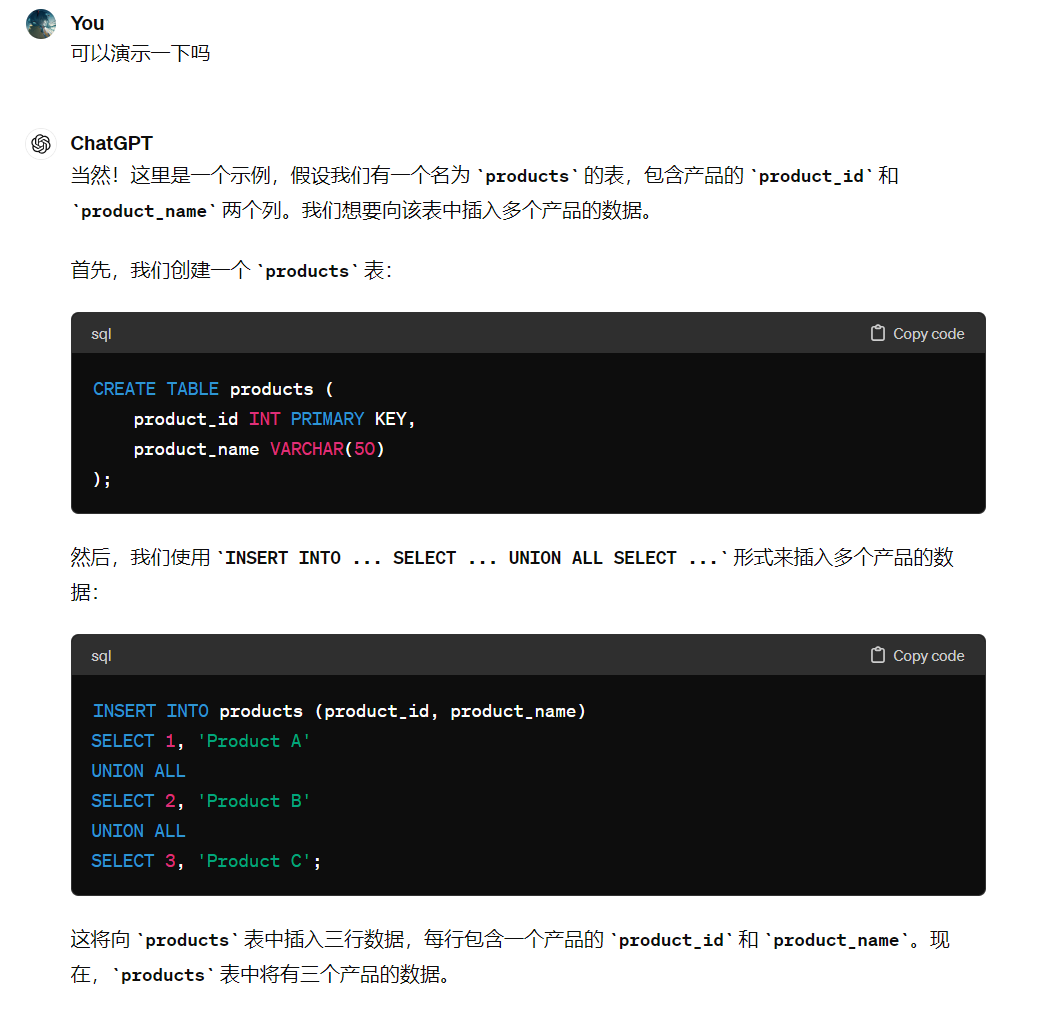 You
可以演示一下吗
ChatGPT
当然！这里是一个示例，假设我们有一个名为 `products` 的表，包含产品的 `product_id` 和
`product_name` 两个列。我们想要向该表中插入多个产品的数据。
首先，我们创建一个 `products` 表：
sql
Copy code
CREATE TABLE products (
    product_id INT PRIMARY KEY,
    product_name VARCHAR(50)
);
然后，我们使用 `INSERT INTO ... SELECT ... UNION ALL SELECT ...` 形式来插入多个产品的数
据：
sql
Copy code
INSERT INTO products (product_id, product_name)
SELECT 1, 'Product A'
UNION ALL
SELECT 2, 'Product B'
UNION ALL
SELECT 3, 'Product C';
这将向 `products` 表中插入三行数据，每行包含一个产品的 `product_id` 和 `product_name`。现
在，`products` 表中将有三个产品的数据。